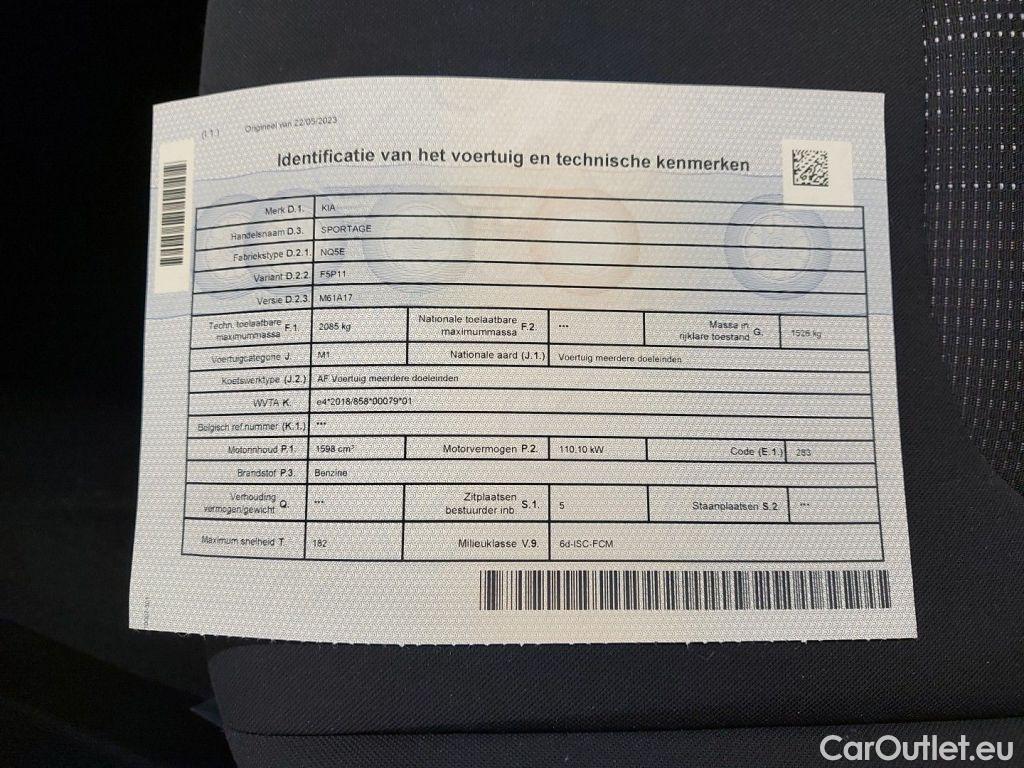 (I.1.) Origineel van 22/05/2023
Identificatie van het voertuig en technische kenmerken
Merk D.1. KIA
Handelsnaam D.3. SPORTAGE
Fabriekstype D.2.1. NQ5E
Variant D.2.2. F5P11
Versie D.2.3. M61A17
Techn. toelaatbare maximummassa F.1. 2085 kg Nationale toelaatbare maximummassa F.2. *** Massa in rijklare toestand G. 1526 kg
Voertuigcategorie J. M1 Nationale aard (J.1.) Voertuig meerdere doeleinden
Koetswerktype (J.2.) AF Voertuig meerdere doeleinden
WVTA K. e4*2018/858*00079*01
Belgisch ref.nummer (K.1.) ***
Motorinhoud P.1. 1598 cm³ Motorvermogen P.2. 110.10 kW Code (E.1.) 283
Brandstof P.3. Benzine
Verhouding vermogen/gewicht Q. *** Zitplaatsen bestuurder inb. S.1. 5 Staanplaatsen S.2. ***
Maximum snelheid T. 182 Milieuklasse V.9. 6d-ISC-FCM
CarOutlet.eu